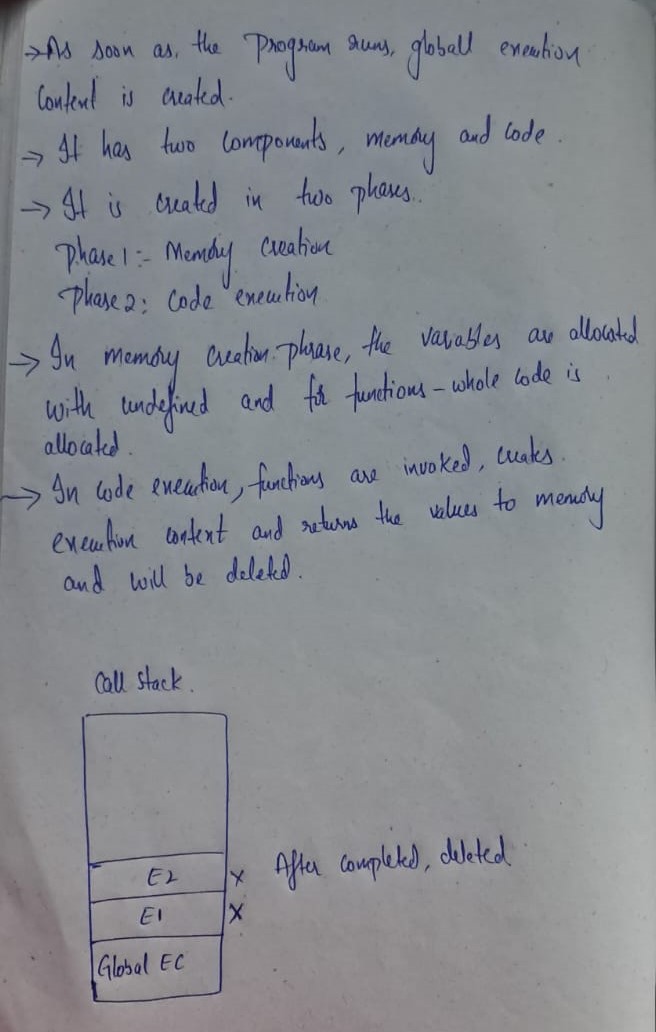 → As soon as, the program runs, globall execution
Content is created.
→ It has two components, memory and code.
→ It is created in two phases.
Phase 1 :- Memory creation
Phase 2: Code execution
→ In memory creation phrase, the variables are allocated
with undefined and for functions - whole code is
allocated.
→ In code execution, functions are invoked, creates
execution content and returns the values to memory
and will be deleted.
Call Stack.
E2 x After completed, deleted
E1 x
Global EC